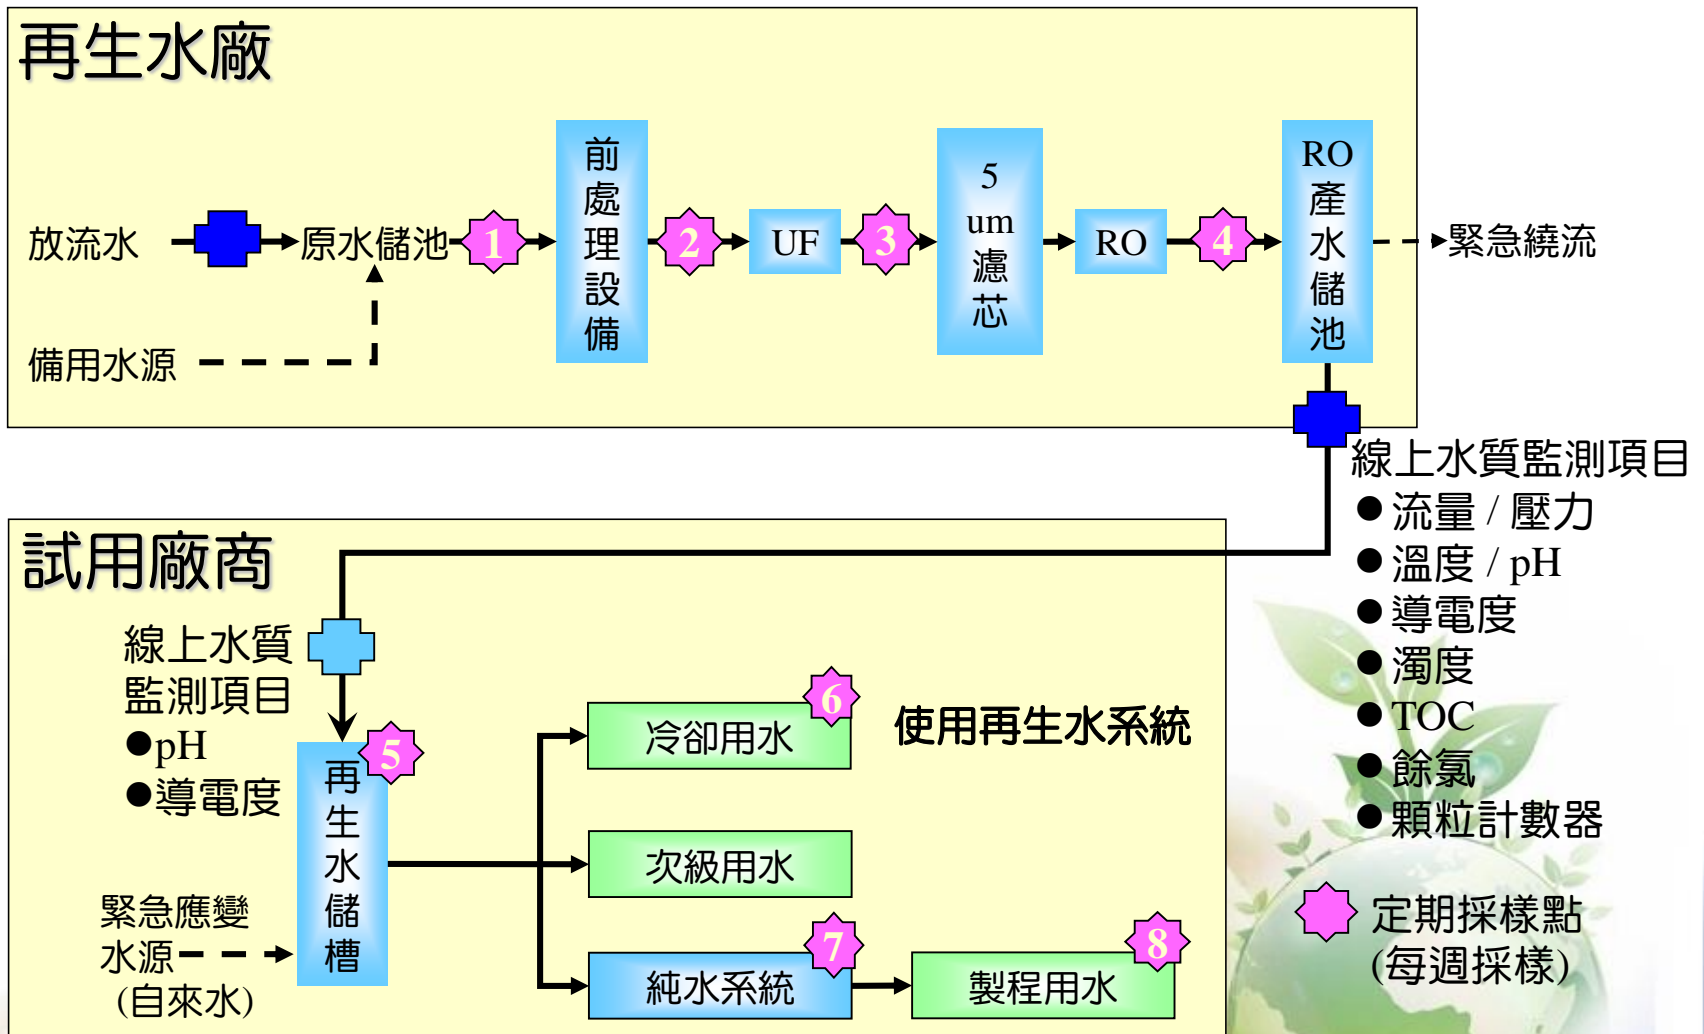 再生水廠
放流水
原水儲池
1
前
處
理
設
備
2
UF
3
5
um
濾
芯
RO
4
RO
產
水
儲
池
緊急繞流
備用水源
線上水質監測項目
●流量 / 壓力
●溫度 / pH
●導電度
●濁度
●TOC
●餘氯
●顆粒計數器
定期採樣點
(每週採樣)
試用廠商
線上水質
監測項目
●pH
●導電度
5
再
生
水
儲
槽
緊急應變
水源
(自來水)
6
冷卻用水
使用再生水系統
次級用水
7
純水系統
8
製程用水